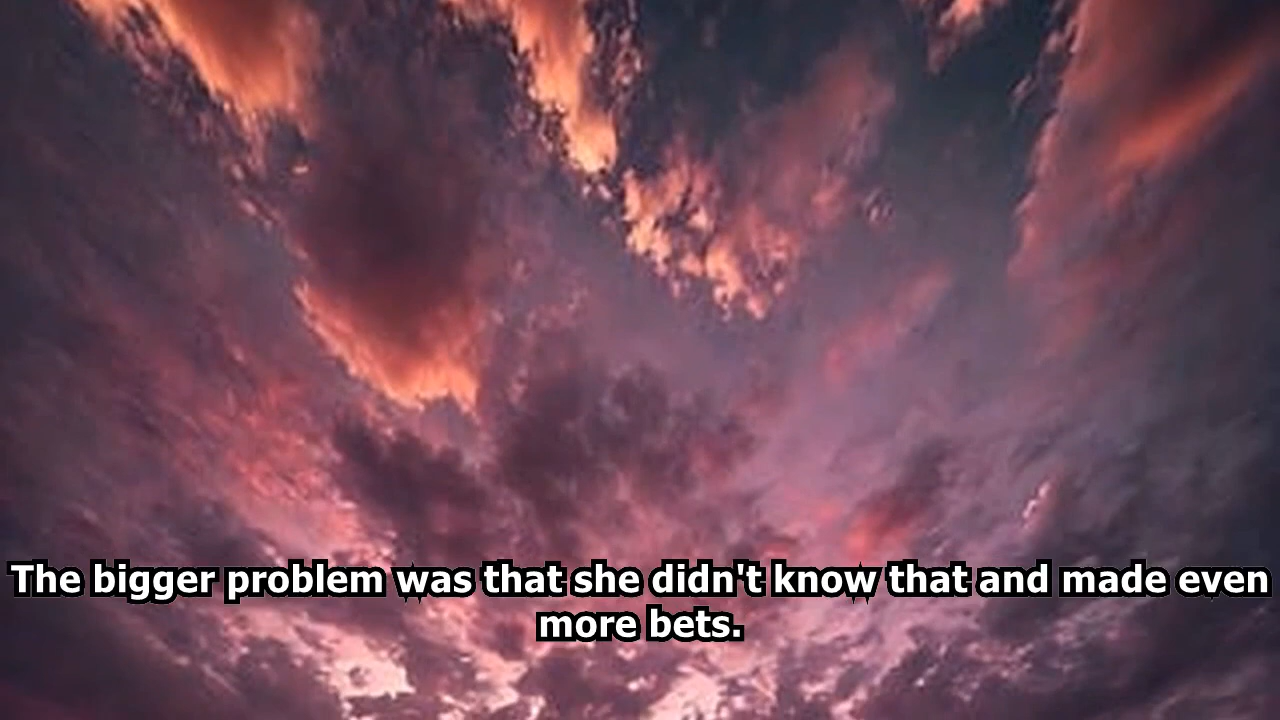 The bigger problem was that she didn't know that and made even
more bets.